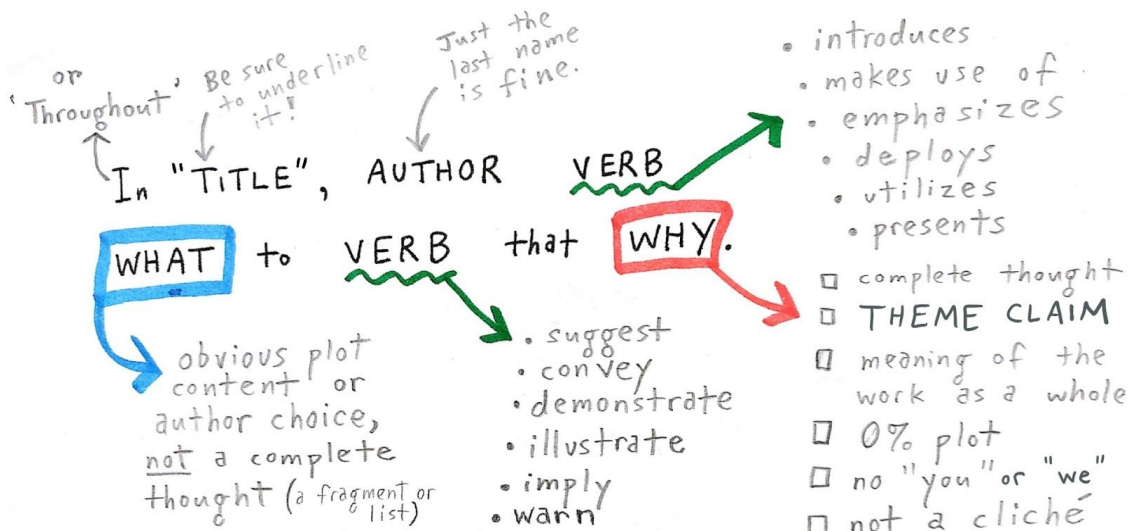 or
'Throughout'
Be sure
to underline
it!
Just the
last name
is fine.
In "TITLE", AUTHOR VERB
WHAT to VERB that WHY.
• introduces
• makes use of
• emphasizes
• deploys
• utilizes
• presents
obvious plot
content or
author choice,
not a complete
thought (a fragment or
list)
• suggest
• convey
• demonstrate
• illustrate
• imply
• warn
□ complete thought
□ THEME CLAIM
□ meaning of the
work as a whole
□ 0% plot
□ no "you" or "we"
□ not a cliché